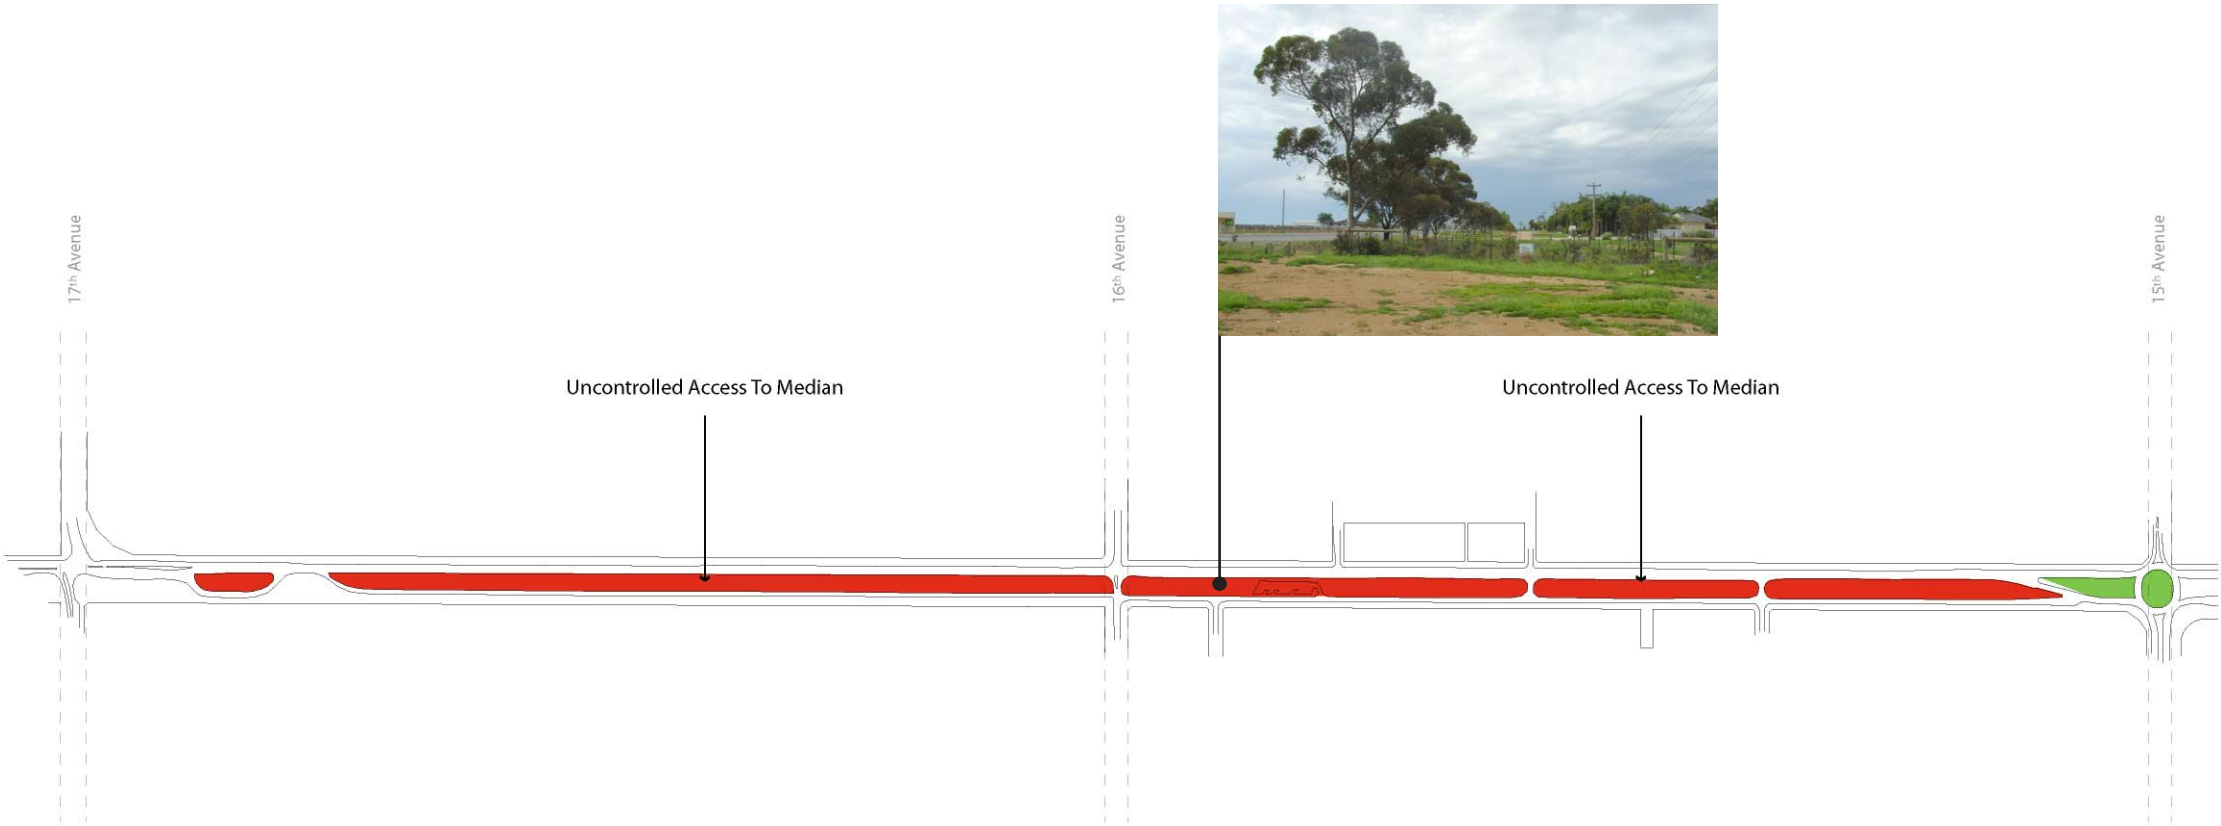 17th Avenue
16th Avenue
15th Avenue
Uncontrolled Access To Median
Uncontrolled Access To Median